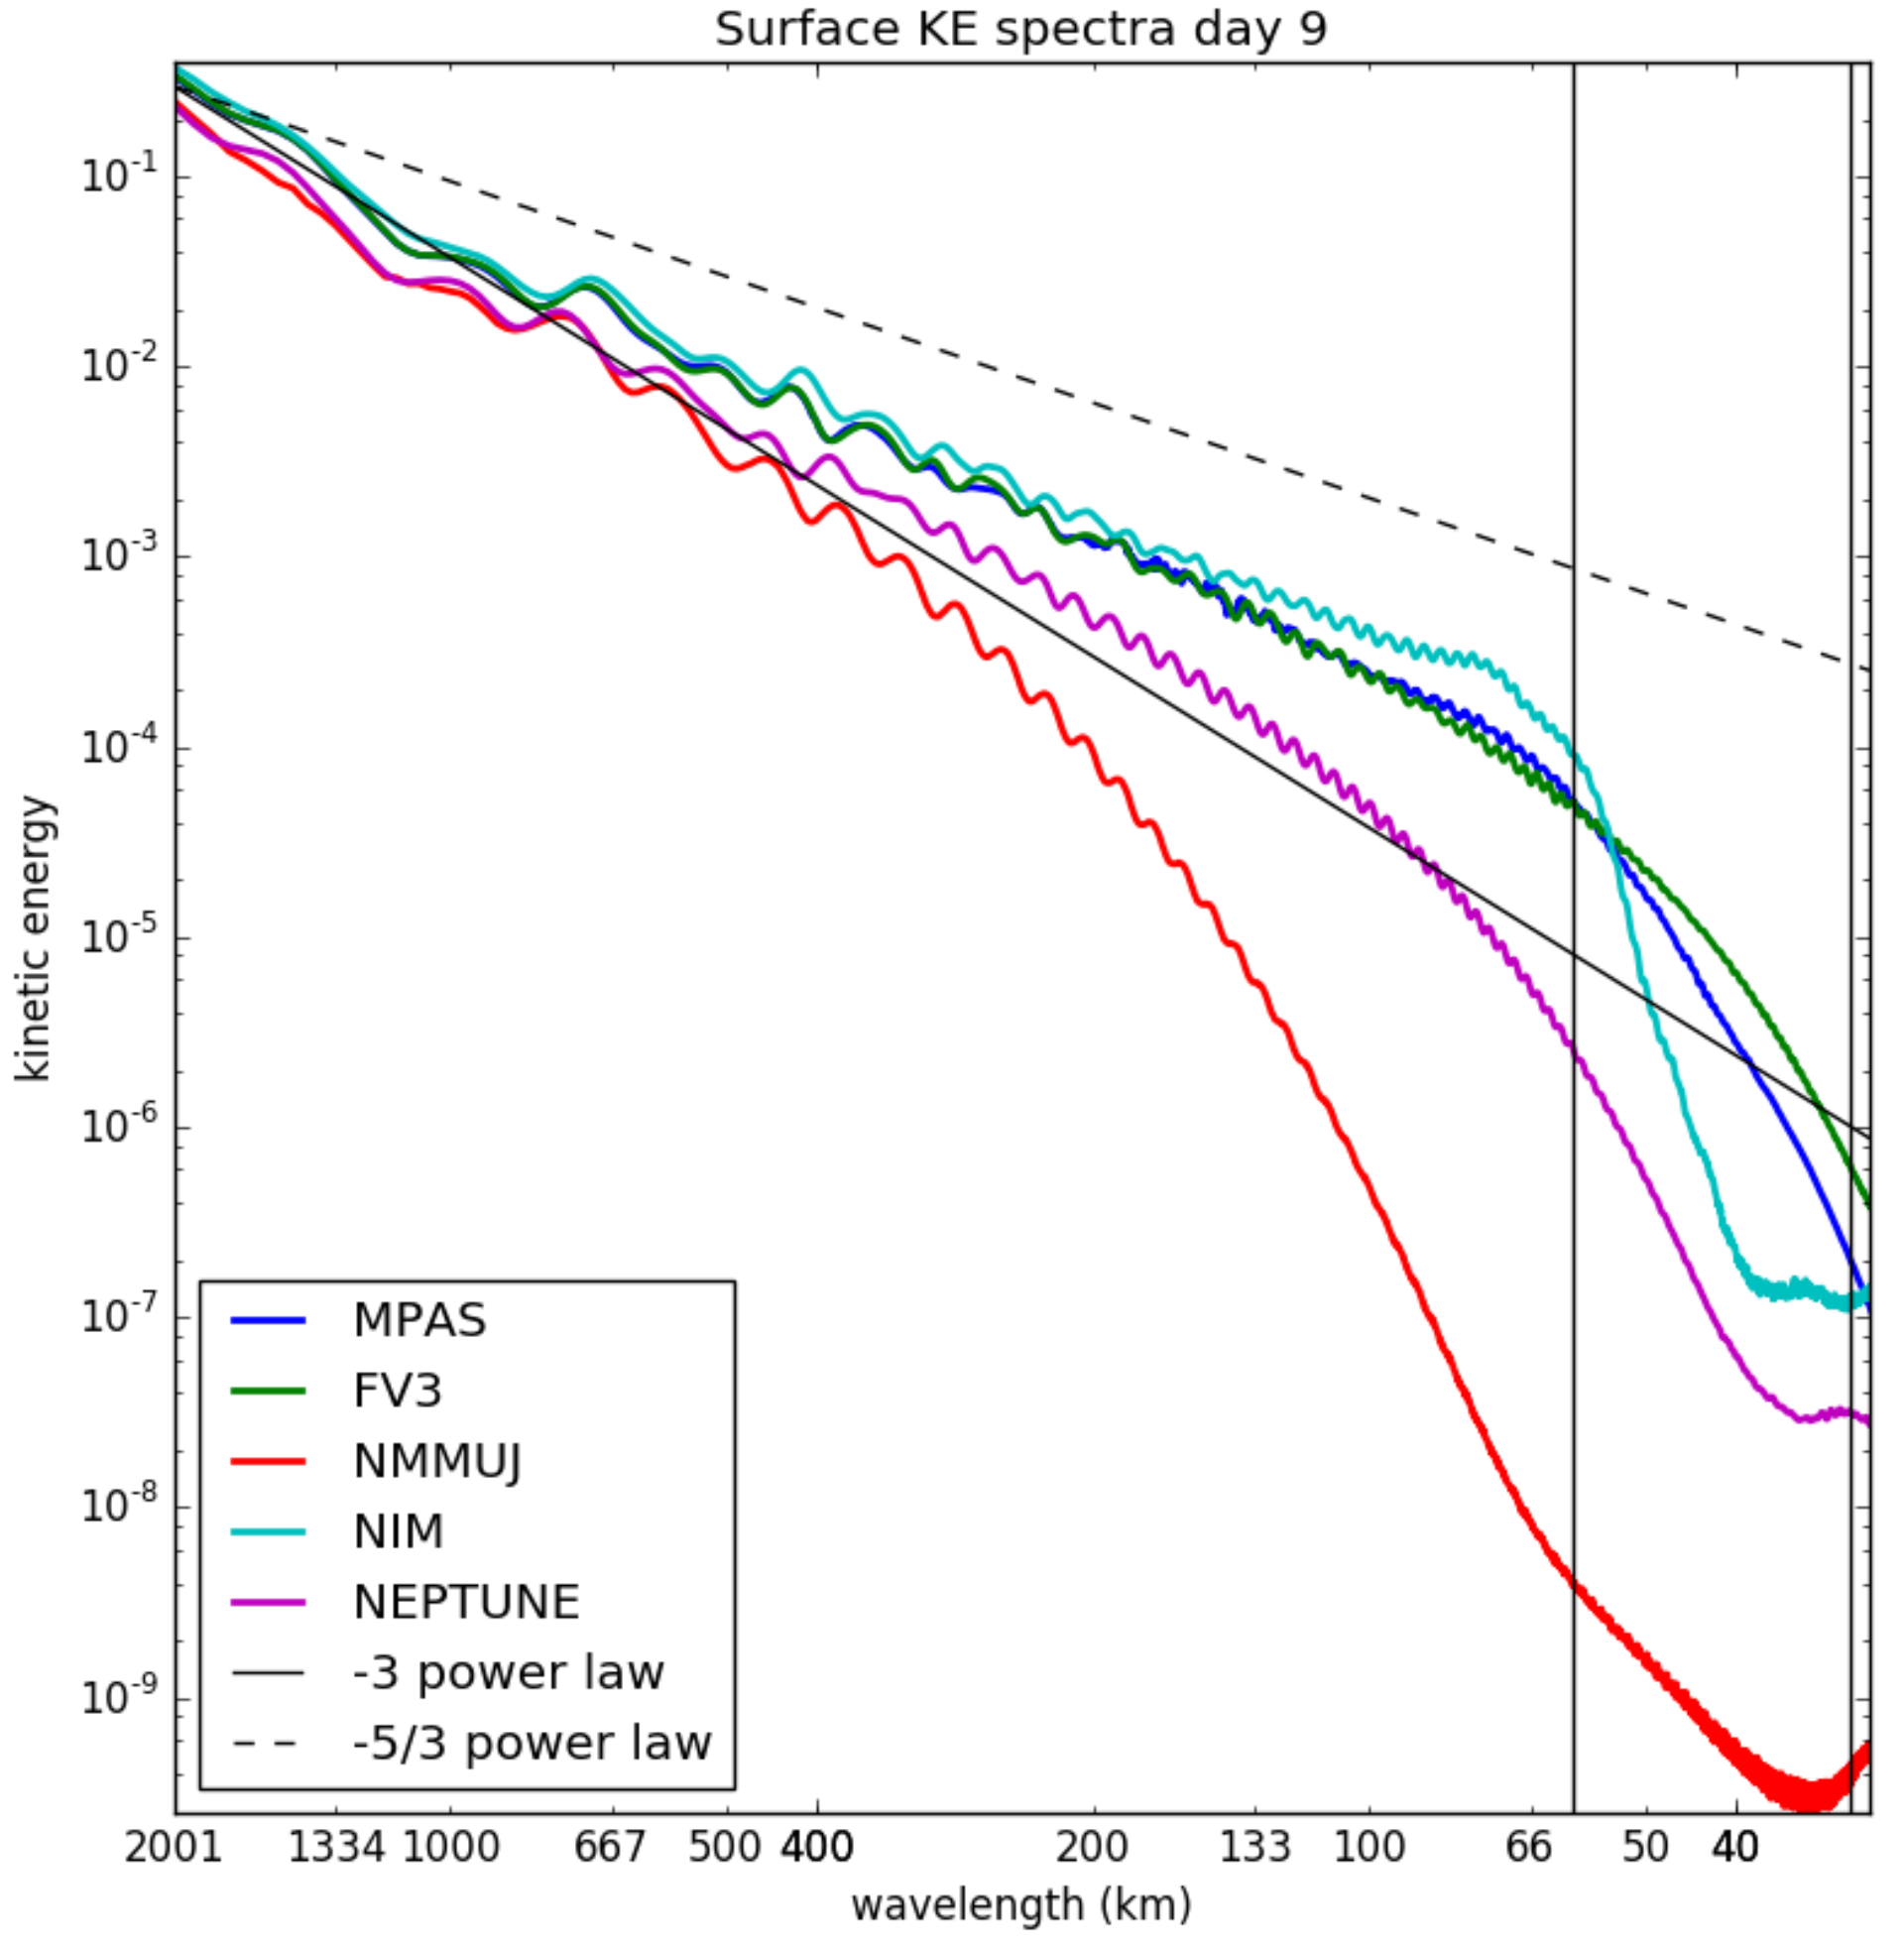 Surface KE spectra day 9
10-1
10-2
10-3
10-4
10-5
10-6
10-7
10-8
10-9
kinetic energy
MPAS
FV3
NMMUJ
NIM
NEPTUNE
-3 power law
-5/3 power law
2001 1334 1000 667 500 400 200 133 100 66 50 40
wavelength (km)